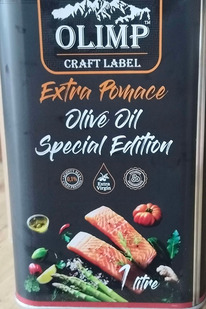 OLIMP
CRAFT LABEL
Extra Pomace
Olive Oil
Special Edition
Extra
Virgin
1 litre